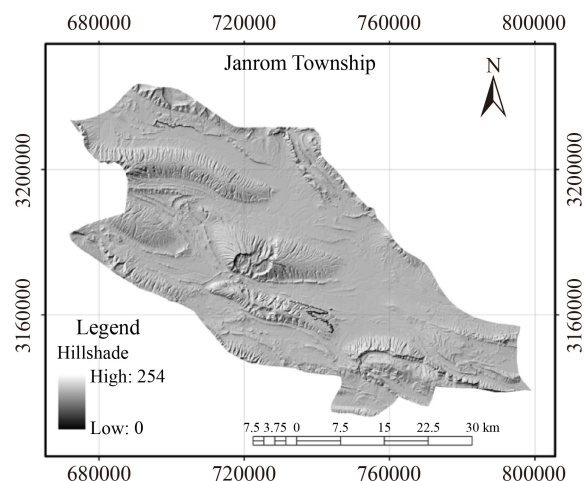 680000 720000 760000 800000
Janrom Township
N
3200000 3200000
3160000 3160000
Legend
Hillshade
High: 254
Low: 0
7.5 3.75 0 7.5 15 22.5 30 km
680000 720000 760000 800000